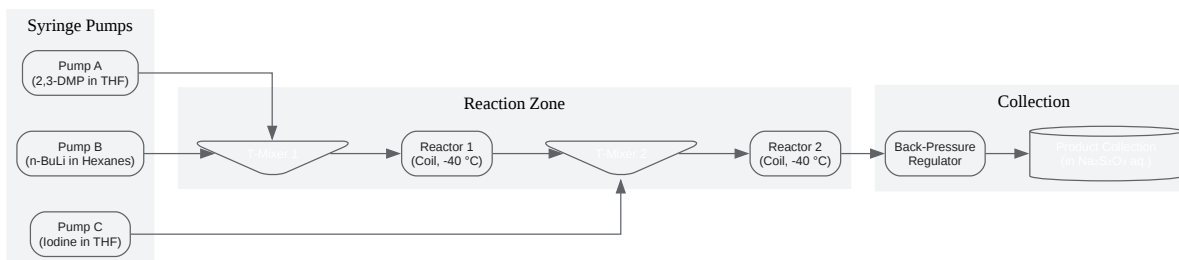 Syringe Pumps
Pump A
(2,3-DMP in THF)
Pump B
(n-BuLi in Hexanes)
Pump C
(Iodine in THF)
Reaction Zone
T-Mixer 1
Reactor 1
(Coil, -40 °C)
T-Mixer 2
Reactor 2
(Coil, -40 °C)
Collection
Back-Pressure
Regulator
Product Collection
(in Na₂S₂O₃ aq.)